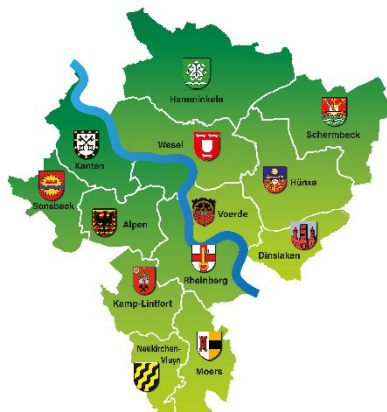 Hamminkeln
Schermbeck
Wesel
Xanten
Hünxe
Sonsbeck
Voerde
Alpen
Dinslaken
Rheinberg
Kamp-Lintfort
Neukirchen-
Vluyn
Moers